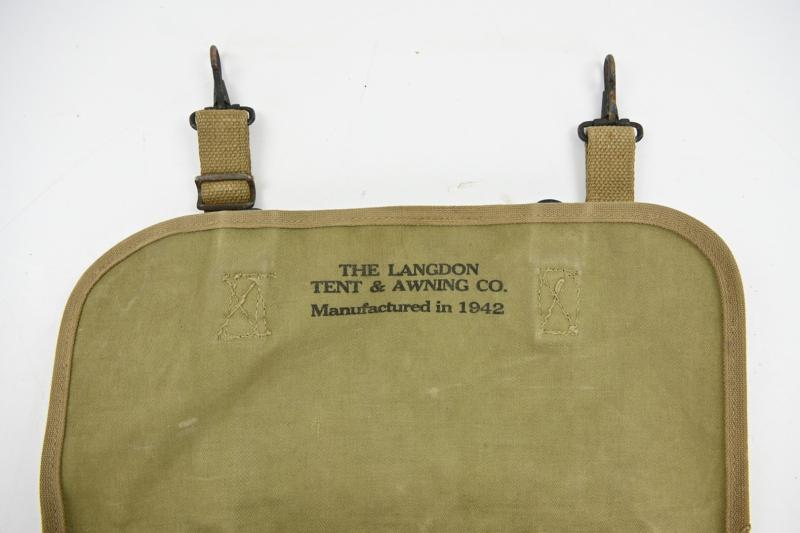 THE LANGDON
TENT & AWNING CO.
Manufactured in 1942